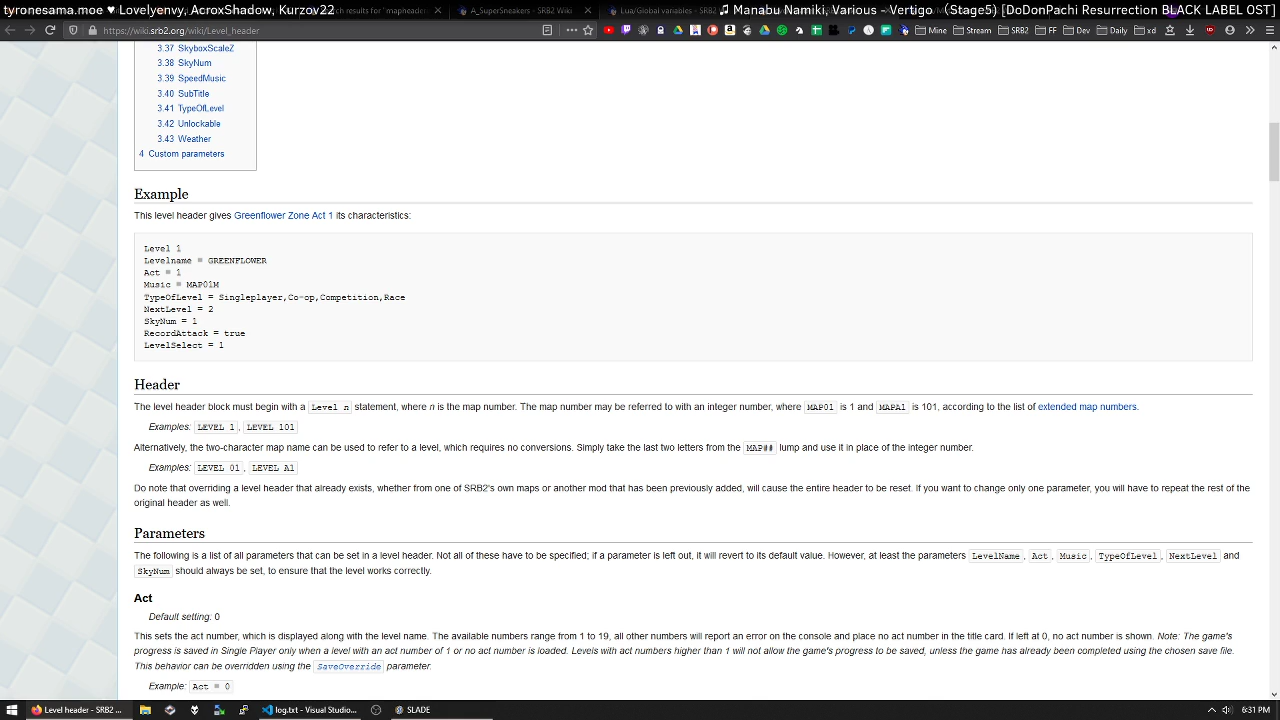 tyronesama.moe ♥ Lovelyenvy, AcroxShadow, Kurzov22
♫ Manabu Namiki, Various - Vertigo (Stage5) [DoDonPachi Resurrection BLACK LABEL OST]
A_SuperSneakers - SRB2 Wiki
https://wiki.srb2.org/wiki/Level_header
Mine
Stream
SRB2
FF
Dev
Daily
xd
3.37 SkyboxScaleZ
3.38 SkyNum
3.39 SpeedMusic
3.40 SubTitle
3.41 TypeOfLevel
3.42 Unlockable
3.43 Weather
4 Custom parameters
Example
This level header gives Greenflower Zone Act 1 its characteristics:
Level 1
Levelname = GREENFLOWER
Act = 1
Music = MAP01M
TypeOfLevel = Singleplayer,Co-op,Competition,Race
NextLevel = 2
SkyNum = 1
RecordAttack = true
LevelSelect = 1
Header
The level header block must begin with a Level n statement, where n is the map number. The map number may be referred to with an integer number, where MAP01 is 1 and MAPA1 is 101, according to the list of extended map numbers.
Examples: LEVEL 1, LEVEL 101
Alternatively, the two-character map name can be used to refer to a level, which requires no conversions. Simply take the last two letters from the MAP## lump and use it in place of the integer number.
Examples: LEVEL 01, LEVEL A1
Do note that overriding a level header that already exists, whether from one of SRB2's own maps or another mod that has been previously added, will cause the entire header to be reset. If you want to change only one parameter, you will have to repeat the rest of the
original header as well.
Parameters
The following is a list of all parameters that can be set in a level header. Not all of these have to be specified; if a parameter is left out, it will revert to its default value. However, at least the parameters LevelName, Act, Music, TypeOfLevel, NextLevel and
SkyNum should always be set, to ensure that the level works correctly.
Act
Default setting: 0
This sets the act number, which is displayed along with the level name. The available numbers range from 1 to 19, all other numbers will report an error on the console and place no act number in the title card. If left at 0, no act number is shown. Note: The game's
progress is saved in Single Player only when a level with an act number of 1 or no act number is loaded. Levels with act numbers higher than 1 will not allow the game's progress to be saved, unless the game has already been completed using the chosen save file.
This behavior can be overridden using the SaveOverride parameter.
Example: Act = 0
Level header - SRB2 ...
log.txt - Visual Studio...
SLADE
6:31 PM